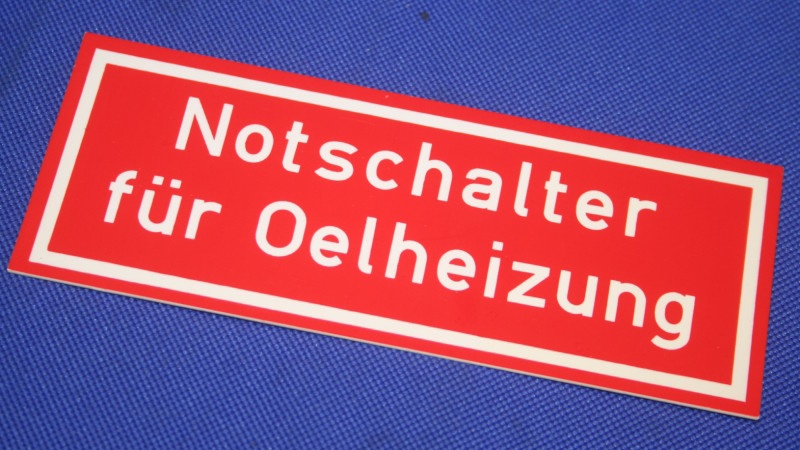 Notschalter
für Oelheizung